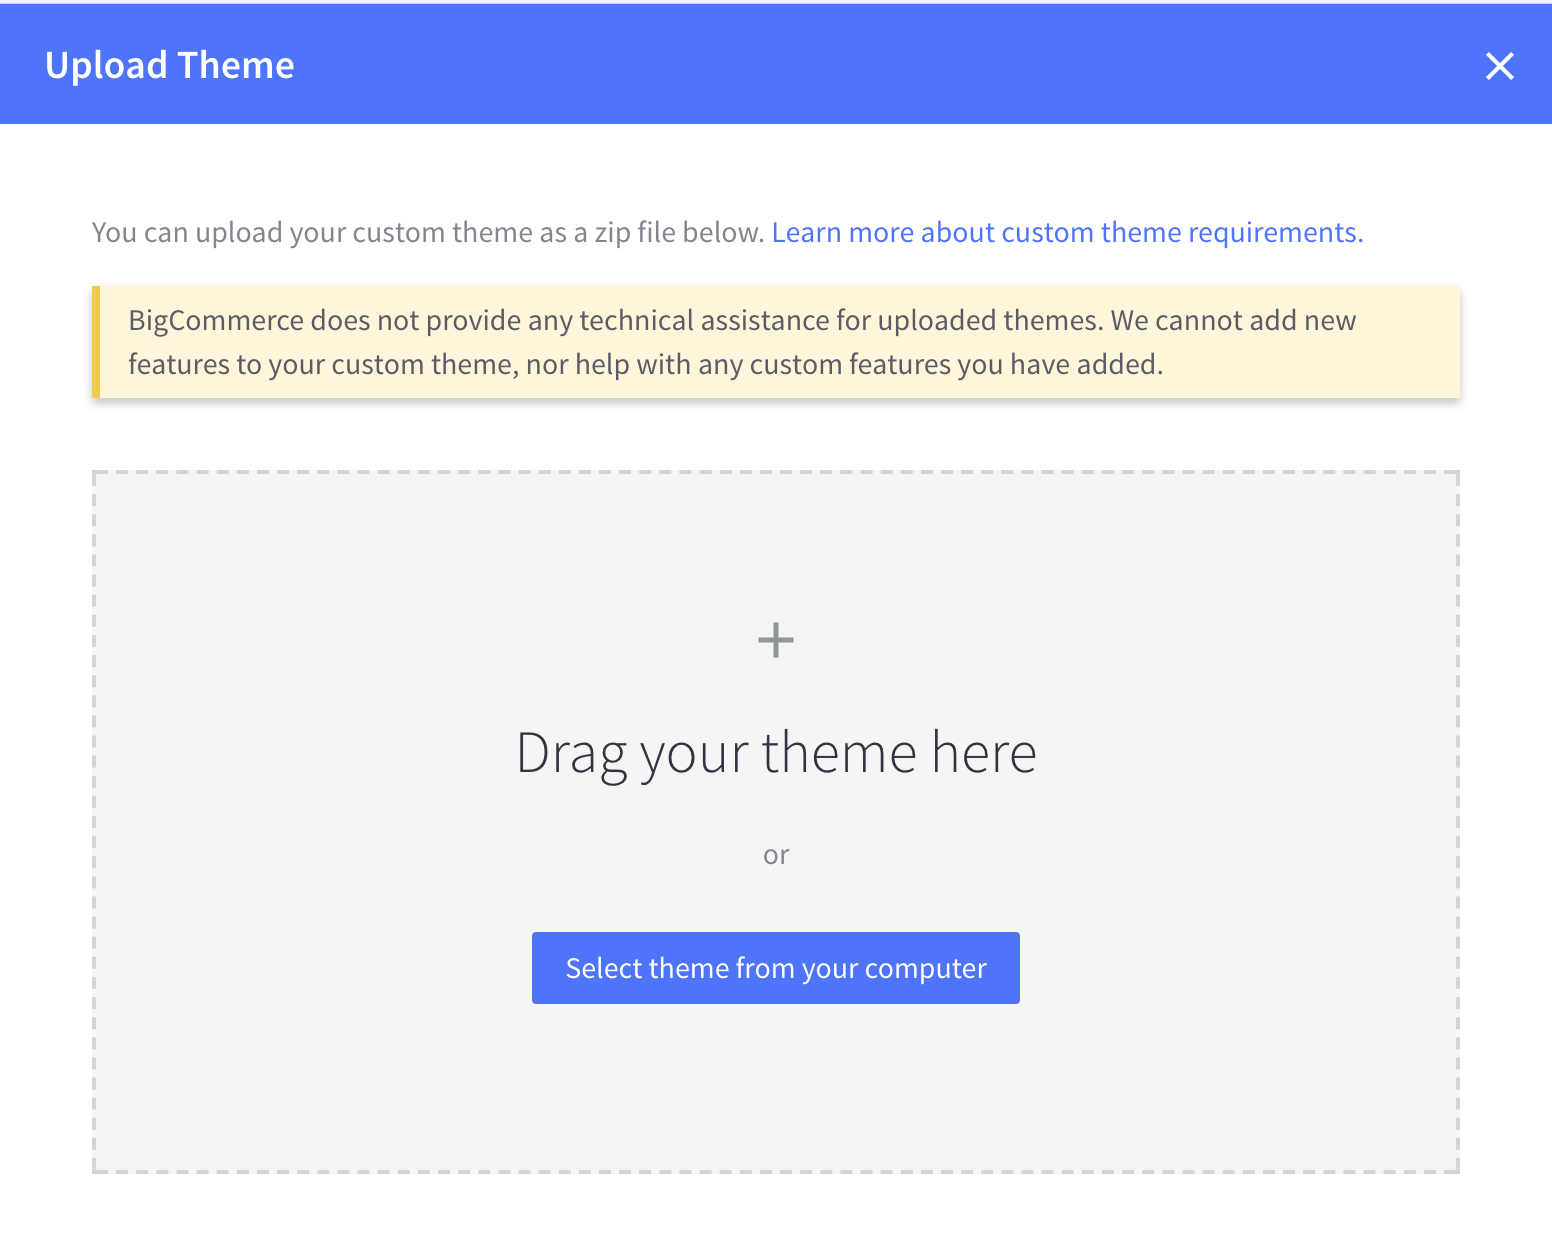 Upload Theme
You can upload your custom theme as a zip file below. Learn more about custom theme requirements.
BigCommerce does not provide any technical assistance for uploaded themes. We cannot add new
features to your custom theme, nor help with any custom features you have added.
Drag your theme here
or
Select theme from your computer